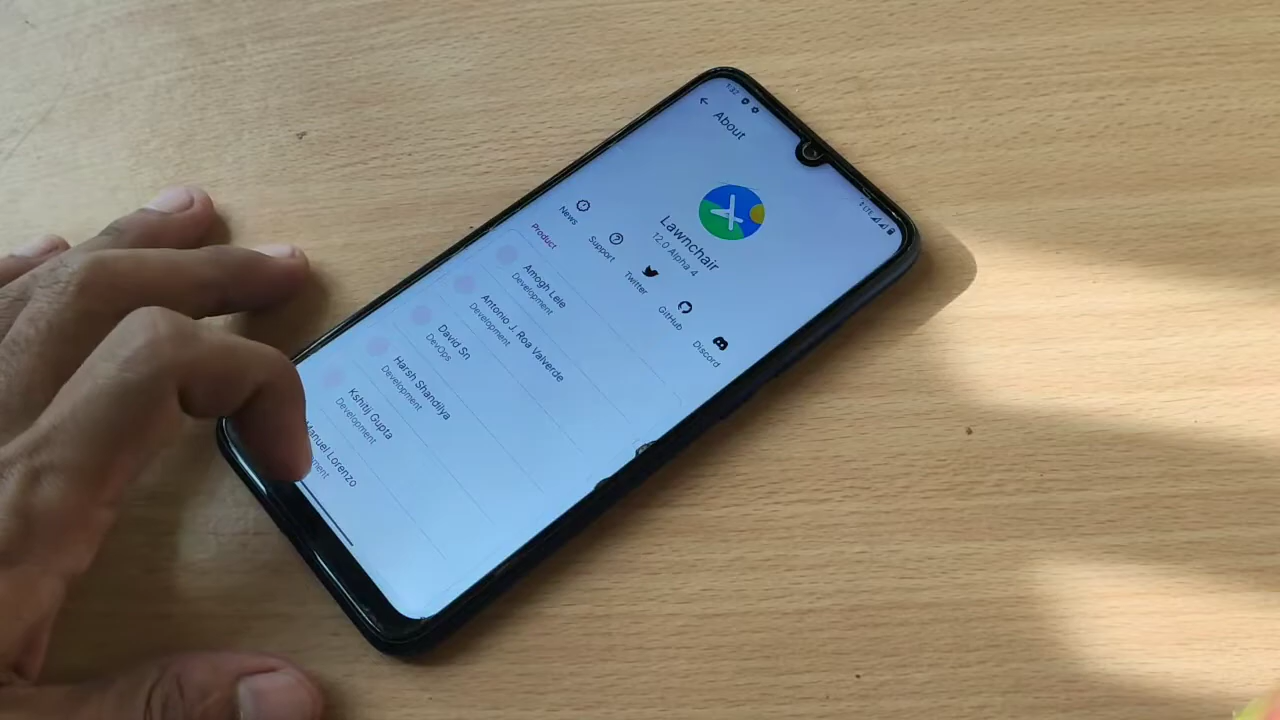 About
Lawnchair
12.0 Alpha 4
News
Support
Twitter
GitHub
Discord
Product
Amogh Lele
Development
Antonio J. Roa Valverde
Development
David Sn
DevOps
Harsh Shandilya
Development
Kshitij Gupta
Development
Manuel Lorenzo